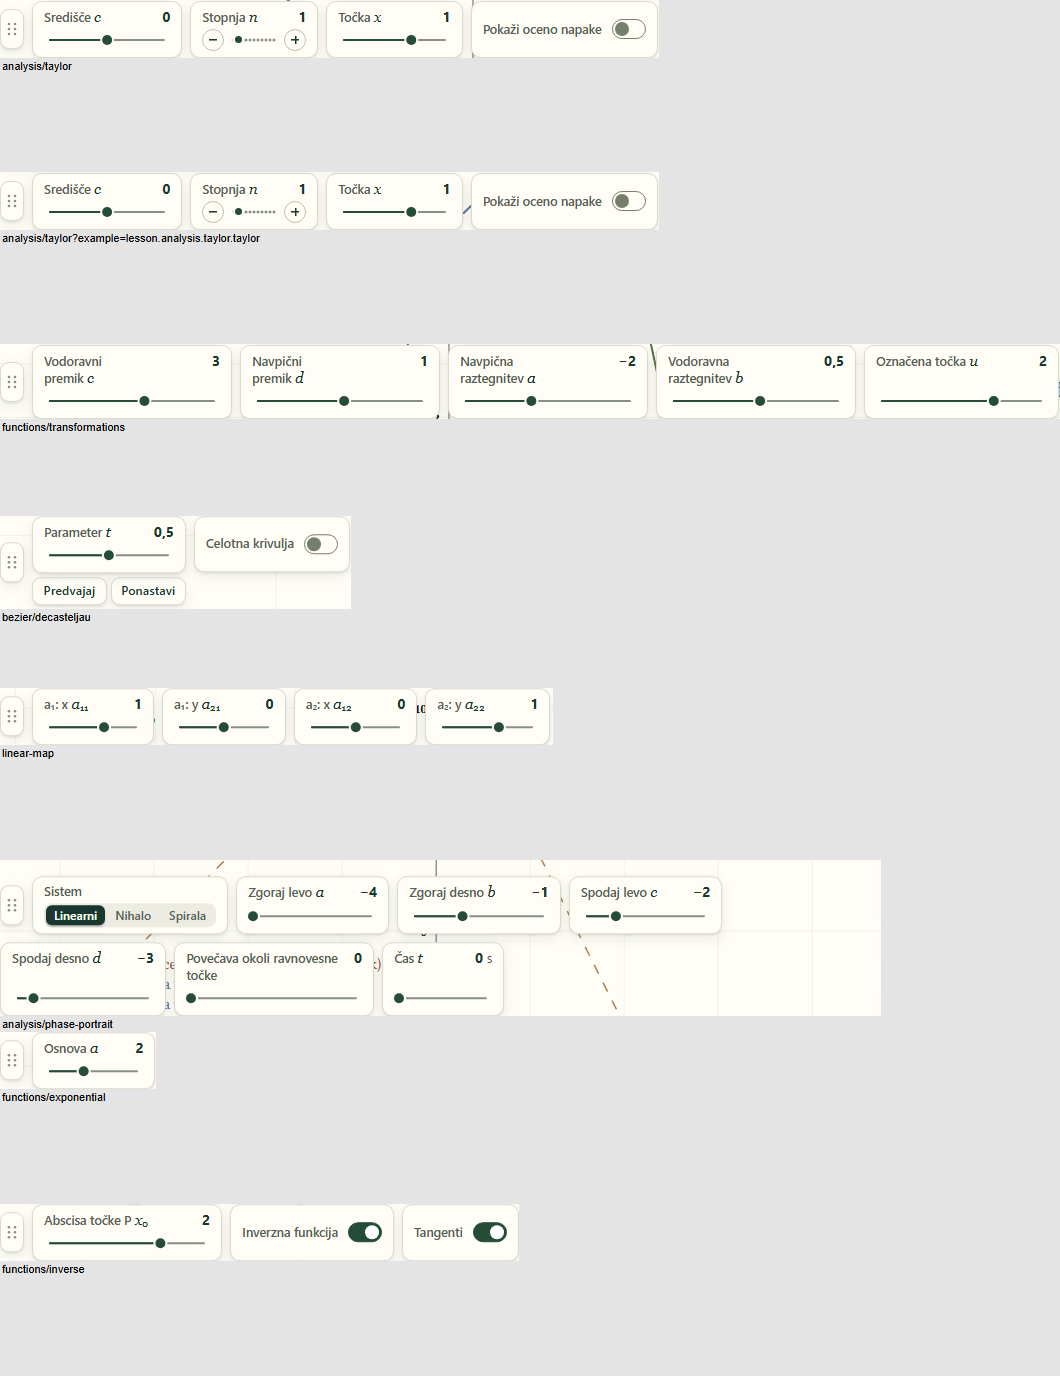 Središče c 0 Stopnja n 1 Točka x 1 Pokaži oceno napake
− +
analysis/taylor
Središče c 0 Stopnja n 1 Točka x 1 Pokaži oceno napake
− +
analysis/taylor?example=lesson.analysis.taylor.taylor
Vodoravni premik c 3
Navpični premik d 1
Navpična raztegnitev a −2
Vodoravna raztegnitev b 0,5
Označena točka u 2
functions/transformations
Parameter t 0,5 Celotna krivulja
Predvajaj Ponastavi
bezier/decasteljau
a₁: x a₁₁ 1 a₁: y a₂₁ 0 a₂: x a₁₂ 0 a₂: y a₂₂ 1
linear-map
Sistem Zgoraj levo a −4 Zgoraj desno b −1 Spodaj levo c −2
Linearni Nihalo Spirala
Spodaj desno d −3 Povečava okoli ravnovesne točke 0 Čas t 0 s
analysis/phase-portrait
Osnova a 2
functions/exponential
Abscisa točke P x₀ 2 Inverzna funkcija Tangenti
functions/inverse